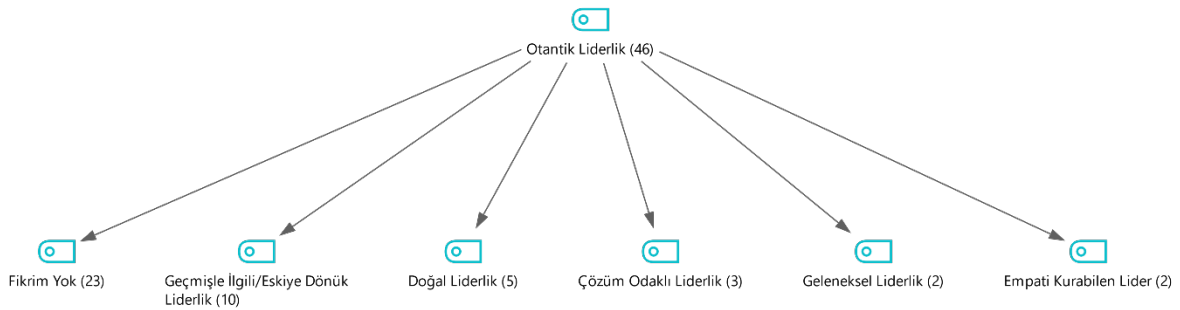 Otantik Liderlik (46)
Fikrim Yok (23)
Geçmişle İlgili/Eskiye Dönük
Liderlik (10)
Doğal Liderlik (5)
Çözüm Odaklı Liderlik (3)
Geleneksel Liderlik (2)
Empati Kurabilen Lider (2)